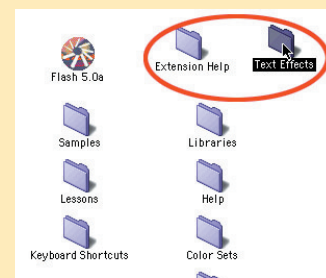 Extension Help
Text Effects
Flash 5.0a
Samples
Libraries
Lessons
Help
Keyboard Shortcuts
Color Sets